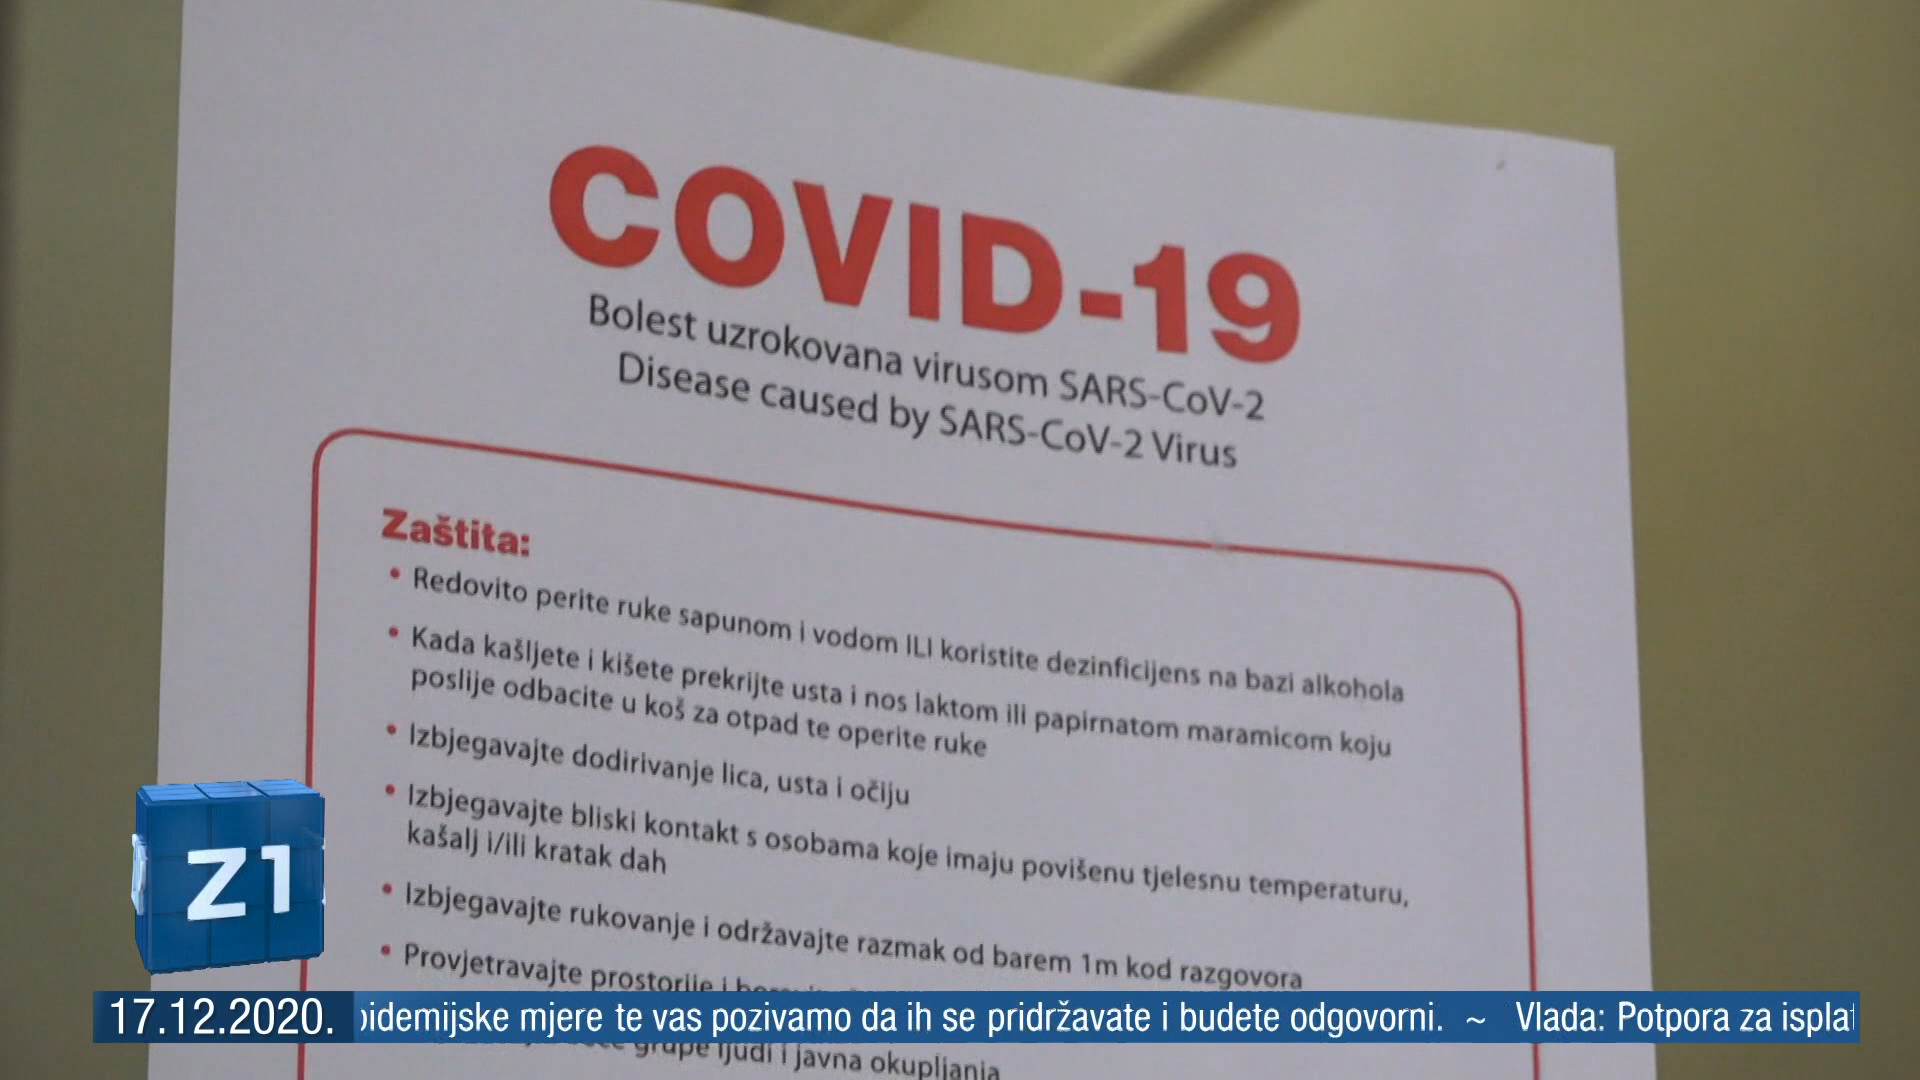 COVID-19
Bolest uzrokovana virusom SARS-CoV-2
Disease caused by SARS-CoV-2 Virus
Zaštita:
• Redovito perite ruke sapunom i vodom ILI koristite dezinficijens na bazi alkohola
• Kada kašljete i kišete prekrijte usta i nos laktom ili papirnatom maramicom koju
poslije odbacite u koš za otpad te operite ruke
• Izbjegavajte dodirivanje lica, usta i očiju
• Izbjegavajte bliski kontakt s osobama koje imaju povišenu tjelesnu temperaturu,
kašalj i/ili kratak dah
• Izbjegavajte rukovanje i održavajte razmak od barem 1m kod razgovora
• Provjetravajte prostorije i
Z1
17.12.2020. pidemijske mjere te vas pozivamo da ih se pridržavate i budete odgovorni. ~ Vlada: Potpora za isplat
grupe ljudi i javna okupljanja